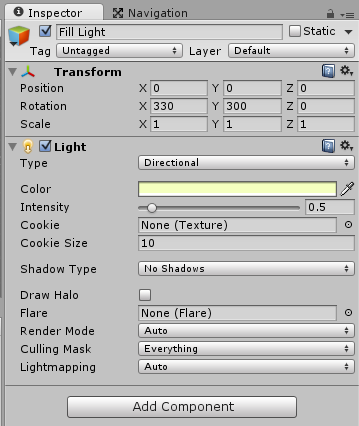 Inspector Navigation
Fill Light Static
Tag Untagged Layer Default
Transform
Position X 0 Y 0 Z 0
Rotation X 330 Y 300 Z 0
Scale X 1 Y 1 Z 1
Light
Type Directional
Color
Intensity 0.5
Cookie None (Texture)
Cookie Size 10
Shadow Type No Shadows
Draw Halo
Flare None (Flare)
Render Mode Auto
Culling Mask Everything
Lightmapping Auto
Add Component